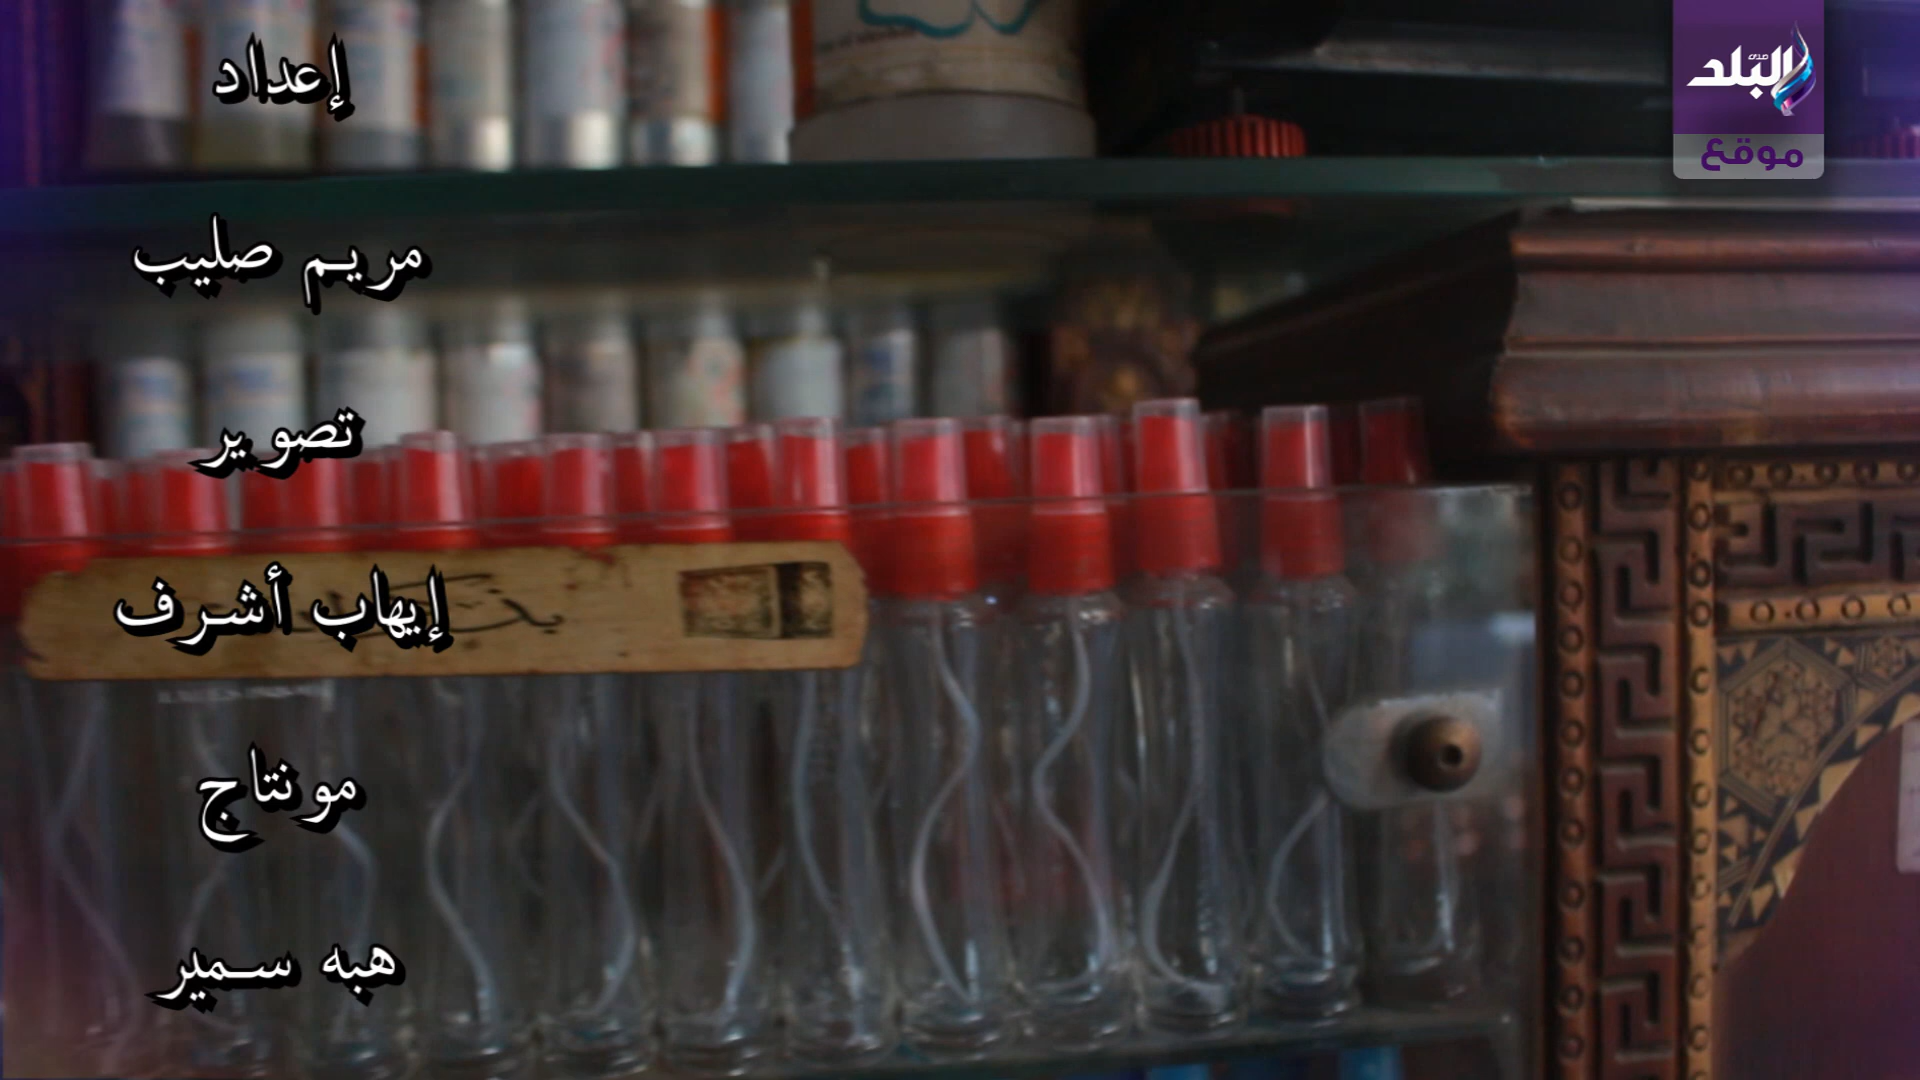 إعداد
مريم صليب
تصوير
إيهاب أشرف
مونتاج
هبه سمير
صدى
البلد
موقع